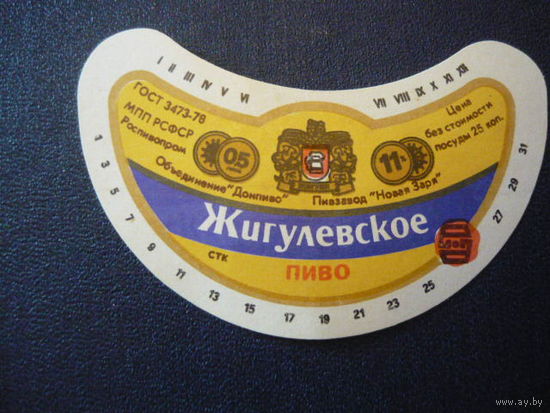 I II III IV V VI
VII VIII IX X XI XII
ГОСТ 3473-78
МПП РСФСР
Роспивопром
Объединение "Донпиво"
05
11%
Цена
без стоимости
посуды 25 коп.
Пивзавод "Новая Заря"
Жигулевское
СТК
ПИВО
1 3 5 7 9 11 13 15 17 19 21 23 25 27 29 31
www.ay.by